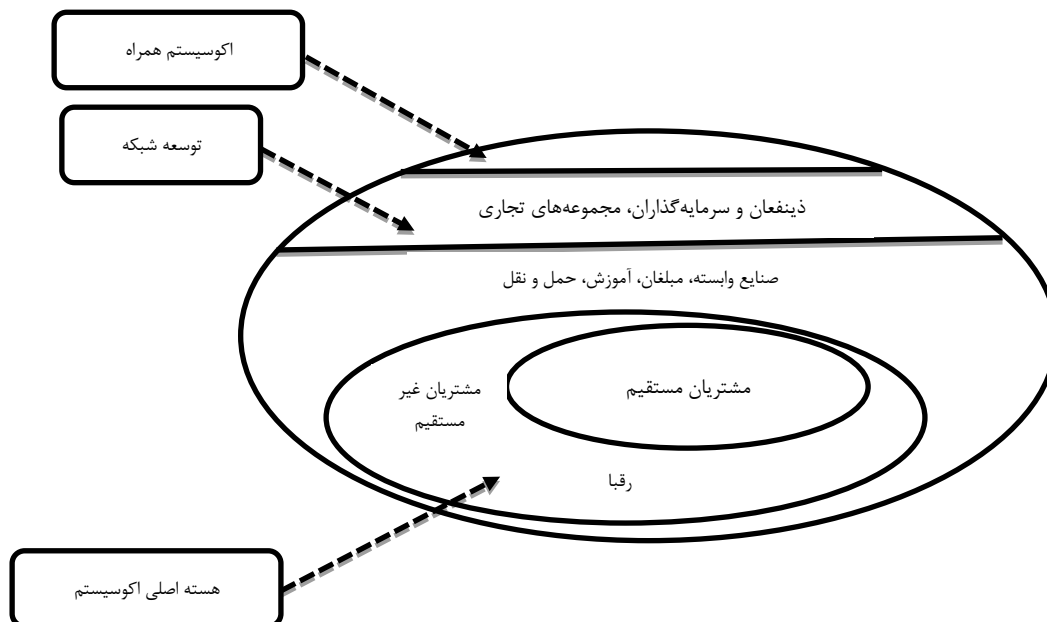 اکوسیستم همراه
توسعه شبکه
ذینفعان و سرمایه‌گذاران، مجموعه‌های تجاری
صنایع وابسته، مبلغان، آموزش، حمل و نقل
مشتریان مستقیم
مشتریان غیر
مستقیم
رقبا
هسته اصلی اکوسیستم